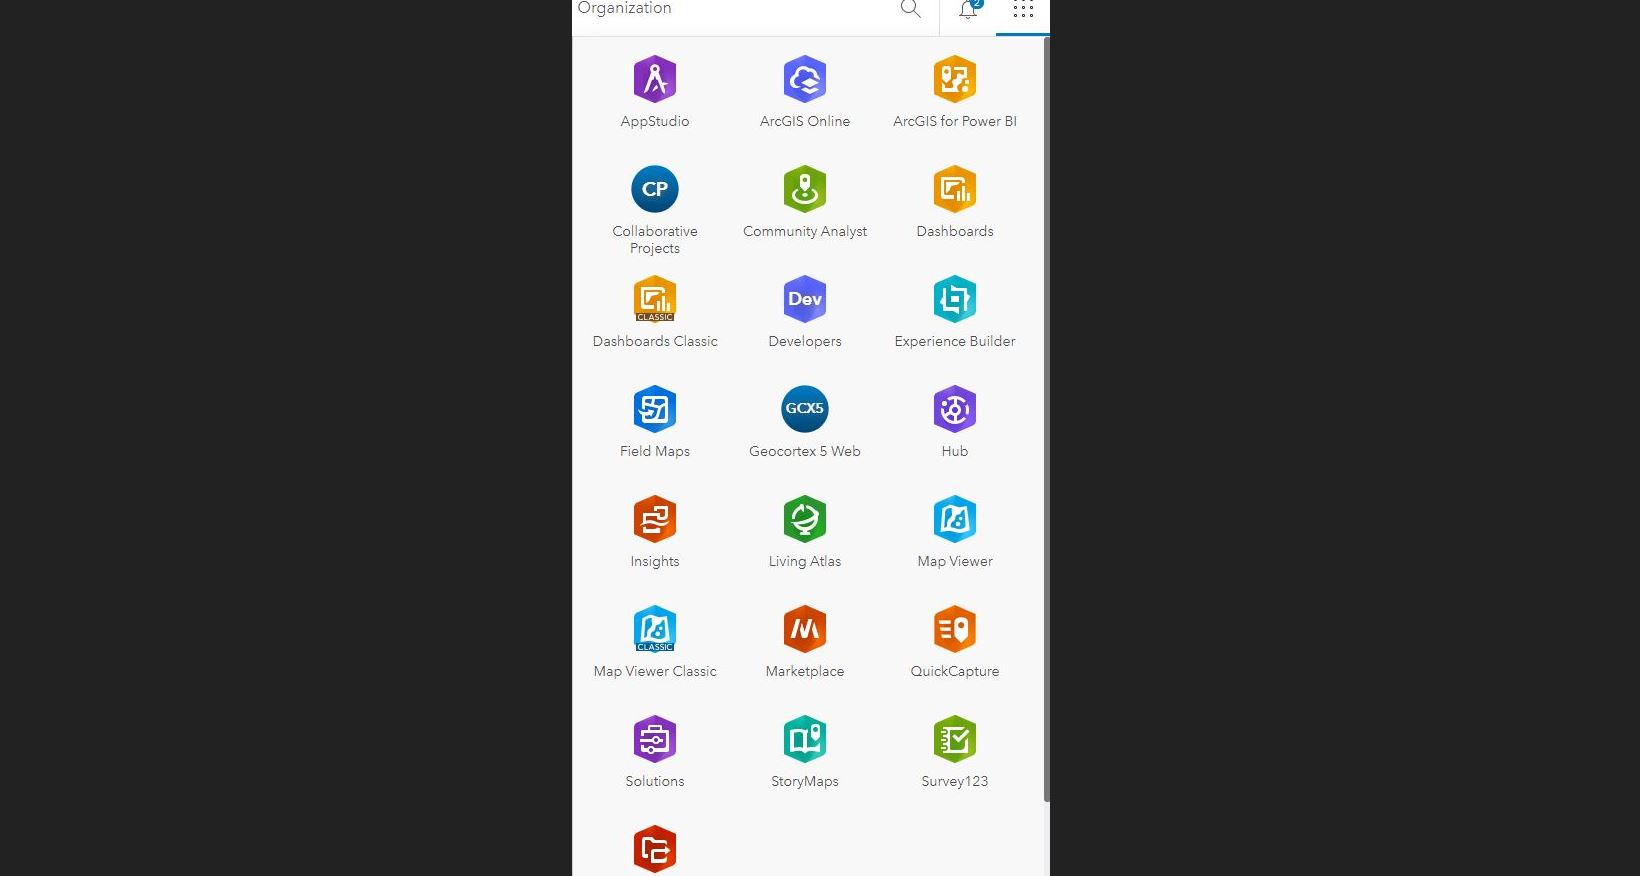 Organization
2
AppStudio
ArcGIS Online
ArcGIS for Power BI
CP
Collaborative
Projects
Community Analyst
Dashboards
CLASSIC
Dashboards Classic
Dev
Developers
Experience Builder
Field Maps
GCX5
Geocortex 5 Web
Hub
Insights
Living Atlas
Map Viewer
CLASSIC
Map Viewer Classic
Marketplace
QuickCapture
Solutions
StoryMaps
Survey123